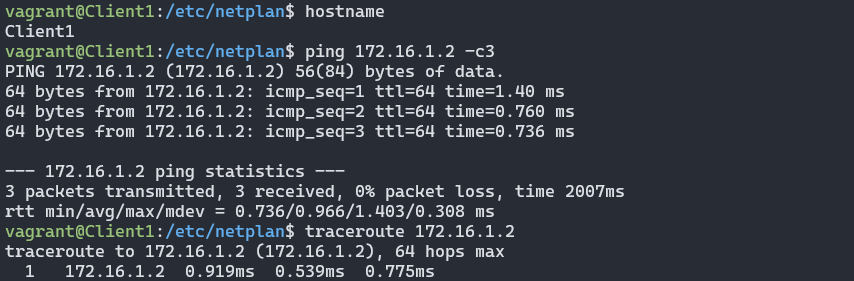 vagrant@Client1:/etc/netplan$ hostname
Client1
vagrant@Client1:/etc/netplan$ ping 172.16.1.2 -c3
PING 172.16.1.2 (172.16.1.2) 56(84) bytes of data.
64 bytes from 172.16.1.2: icmp_seq=1 ttl=64 time=1.40 ms
64 bytes from 172.16.1.2: icmp_seq=2 ttl=64 time=0.760 ms
64 bytes from 172.16.1.2: icmp_seq=3 ttl=64 time=0.736 ms

--- 172.16.1.2 ping statistics ---
3 packets transmitted, 3 received, 0% packet loss, time 2007ms
rtt min/avg/max/mdev = 0.736/0.966/1.403/0.308 ms
vagrant@Client1:/etc/netplan$ traceroute 172.16.1.2
traceroute to 172.16.1.2 (172.16.1.2), 64 hops max
  1   172.16.1.2  0.919ms  0.539ms  0.775ms